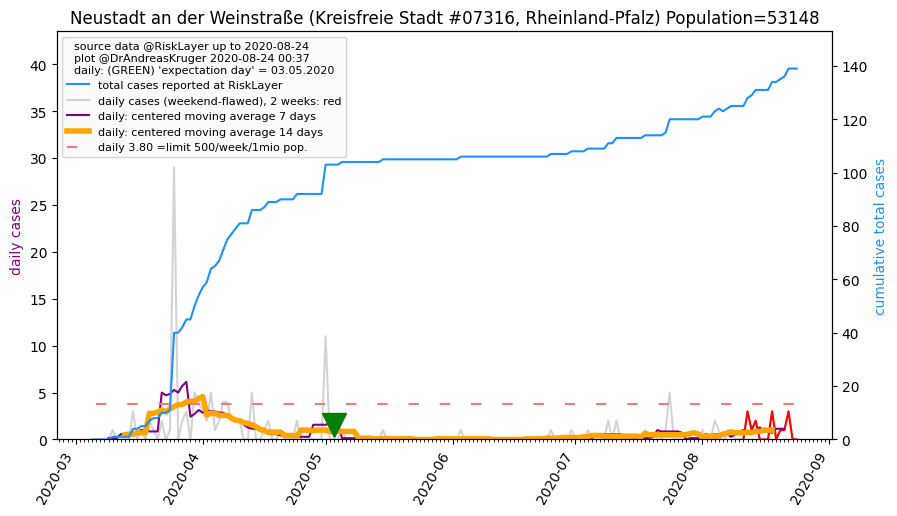 Neustadt an der Weinstraße (Kreisfreie Stadt #07316, Rheinland-Pfalz) Population=53148
source data @RiskLayer up to 2020-08-24
plot @DrAndreasKruger 2020-08-24 00:37
daily: (GREEN) 'expectation day' = 03.05.2020
total cases reported at RiskLayer
daily cases (weekend-flawed), 2 weeks: red
daily: centered moving average 7 days
daily: centered moving average 14 days
daily 3.80 =limit 500/week/1mio pop.
daily cases
40
35
30
25
20
15
10
5
0
cumulative total cases
140
120
100
80
60
40
20
0
2020-03
2020-04
2020-05
2020-06
2020-07
2020-08
2020-09